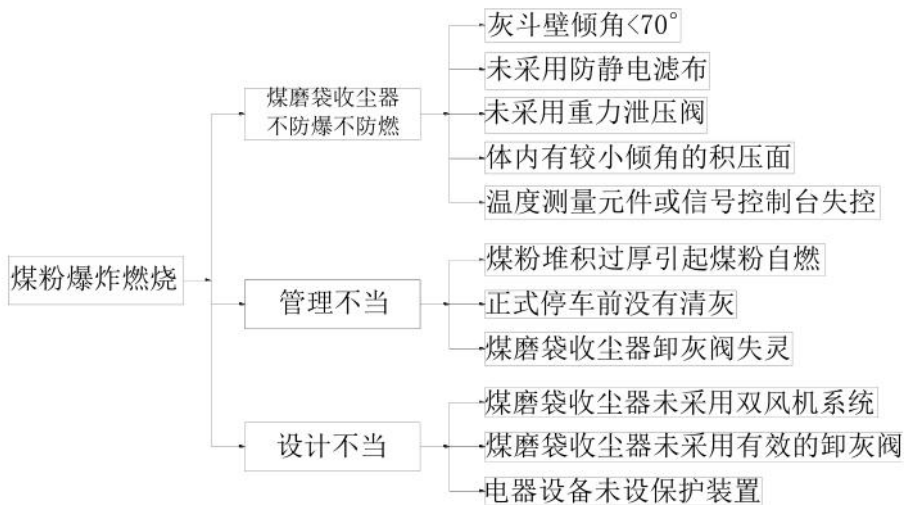 煤粉爆炸燃烧
煤磨袋收尘器
不防爆不防燃
灰斗壁倾角<70°
未采用防静电滤布
未采用重力泄压阀
体内有较小倾角的积压面
温度测量元件或信号控制台失控
管理不当
煤粉堆积过厚引起煤粉自燃
正式停车前没有清灰
煤磨袋收尘器卸灰阀失灵
设计不当
煤磨袋收尘器未采用双风机系统
煤磨袋收尘器未采用有效的卸灰阀
电器设备未设保护装置